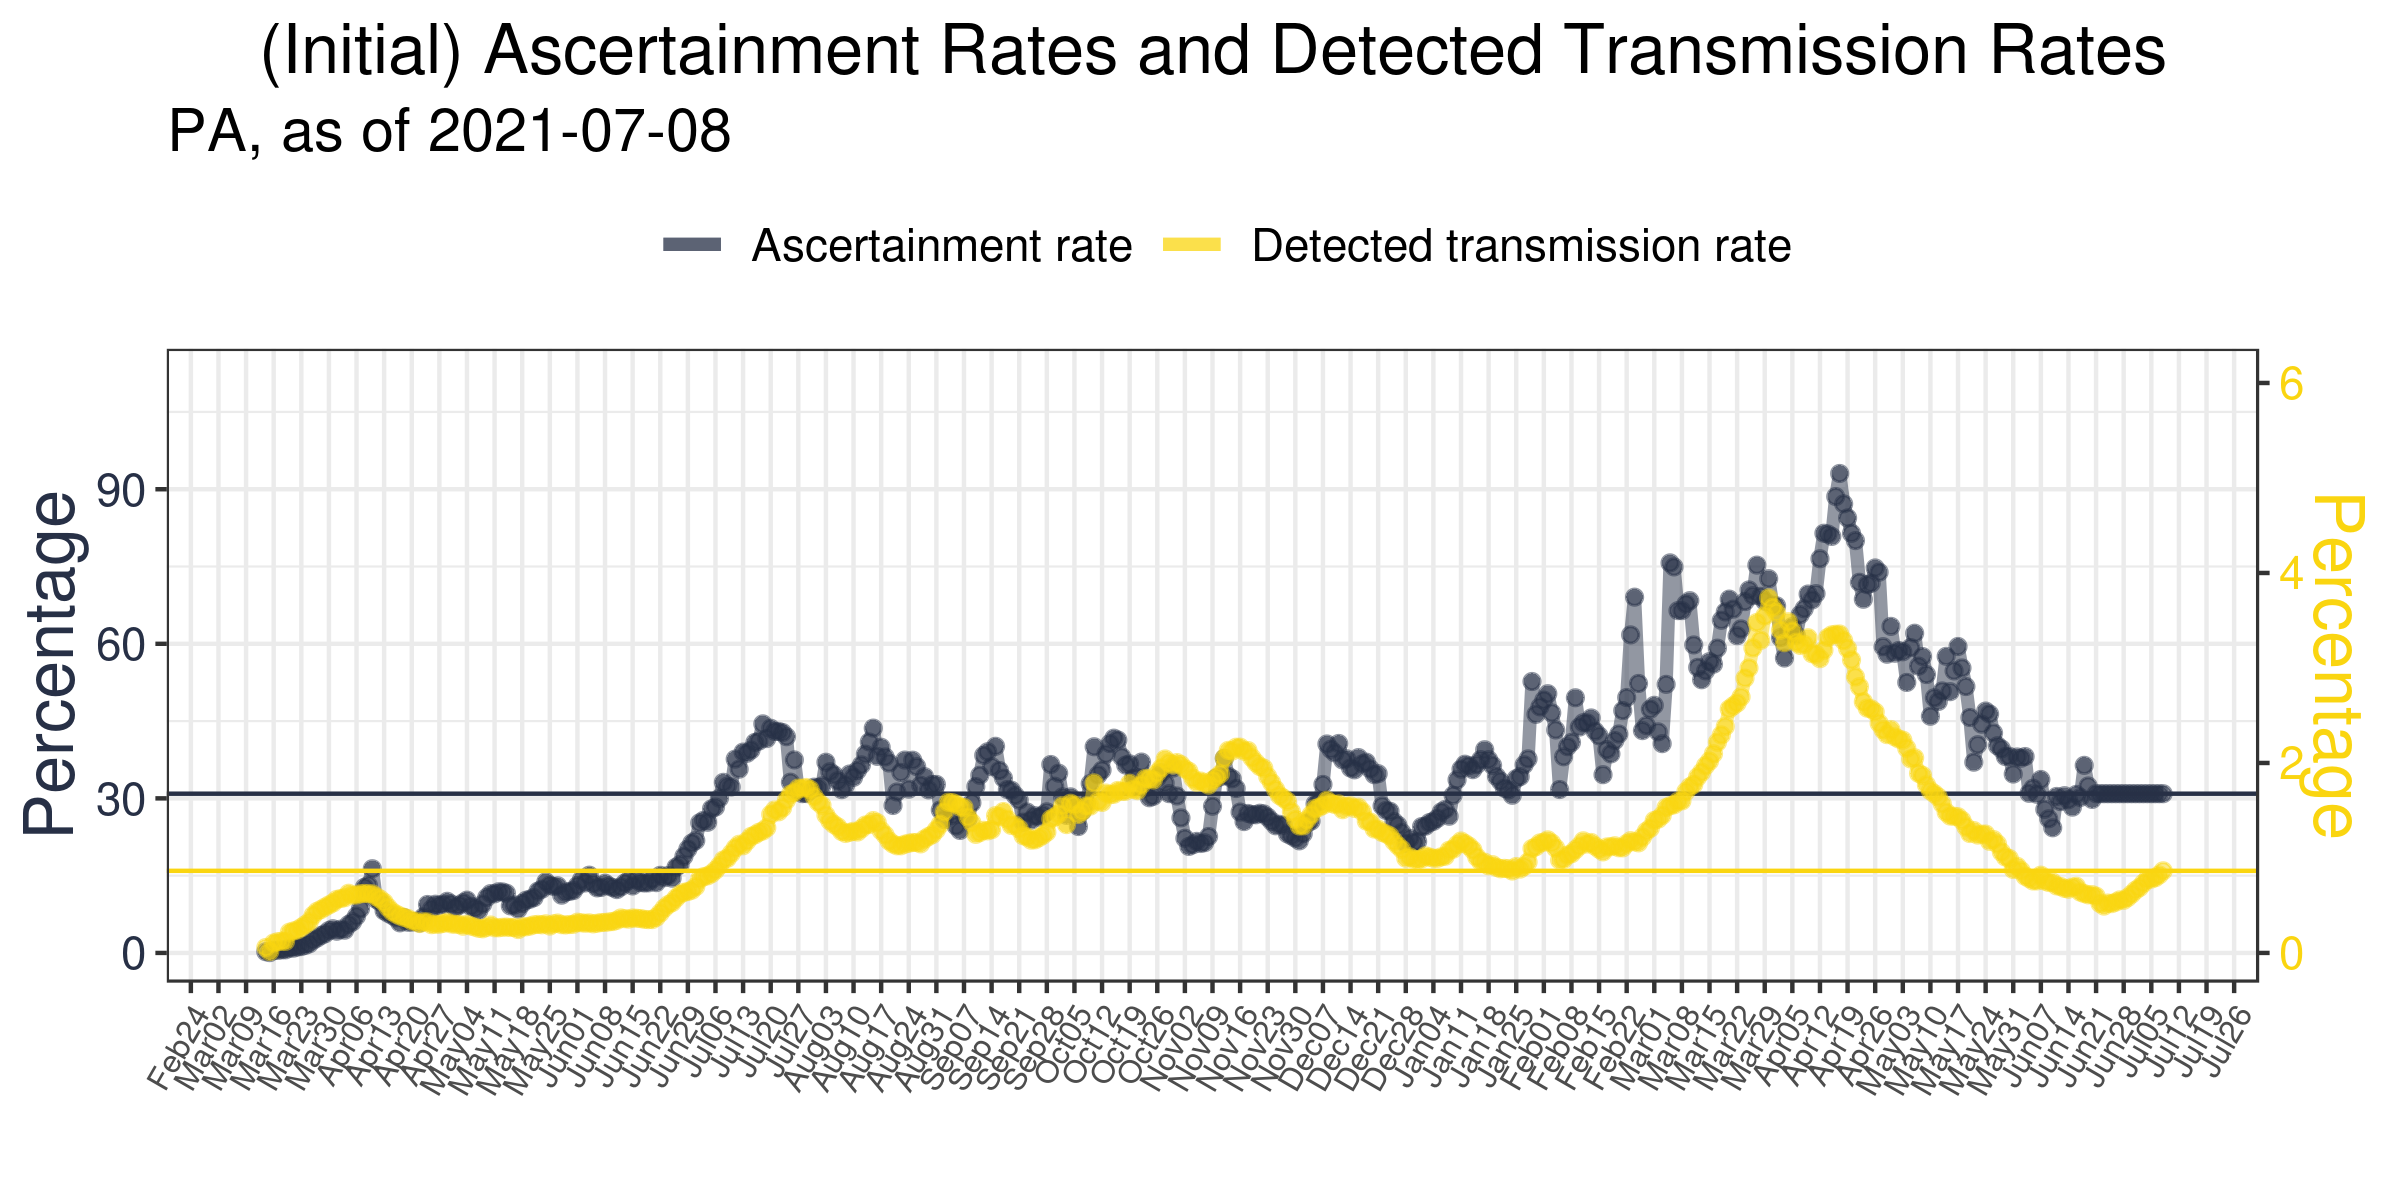 (Initial) Ascertainment Rates and Detected Transmission Rates
PA, as of 2021-07-08
Ascertainment rate Detected transmission rate
Percentage
90
60
30
0
6
4
2
0
Percentage
Feb24 Mar02 Mar09 Mar16 Mar23 Mar30 Apr06 Apr13 Apr20 Apr27 May04 May11 May18 May25 Jun01 Jun08 Jun15 Jun22 Jun29 Jul06 Jul13 Jul20 Jul27 Aug03 Aug10 Aug17 Aug24 Aug31 Sep07 Sep14 Sep21 Sep28 Oct05 Oct12 Oct19 Oct26 Nov02 Nov09 Nov16 Nov23 Nov30 Dec07 Dec14 Dec21 Dec28 Jan04 Jan11 Jan18 Jan25 Feb01 Feb08 Feb15 Feb22 Mar01 Mar08 Mar15 Mar22 Mar29 Apr05 Apr12 Apr19 Apr26 May03 May10 May17 May24 May31 Jun07 Jun14 Jun21 Jun28 Jul05 Jul12 Jul19 Jul26